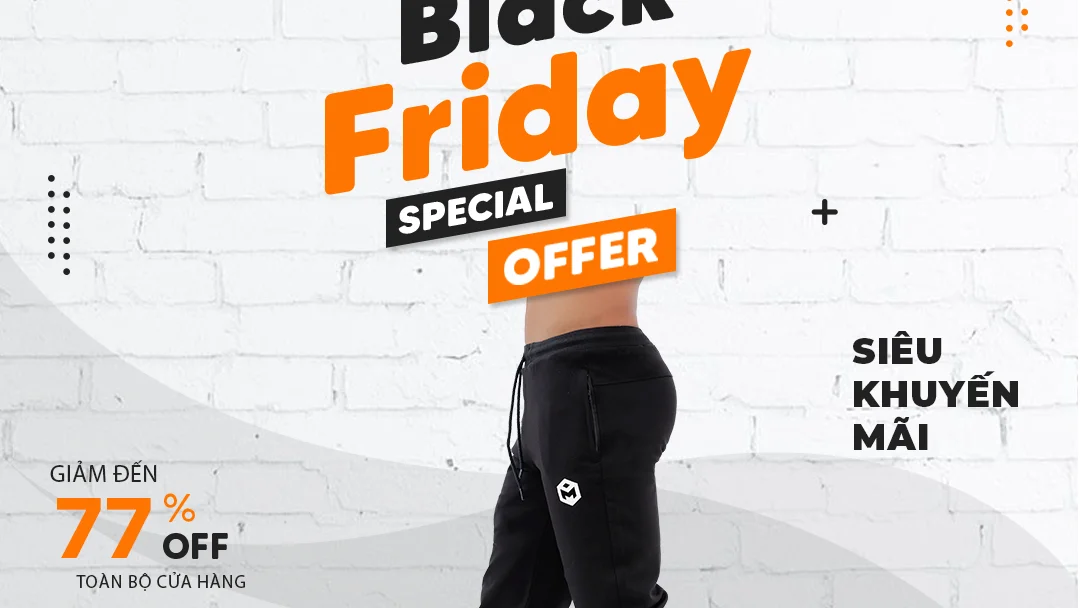 Black
Friday
SPECIAL
OFFER
SIÊU
KHUYẾN
MÃI
GIẢM ĐẾN
77%
OFF
TOÀN BỘ CỬA HÀNG